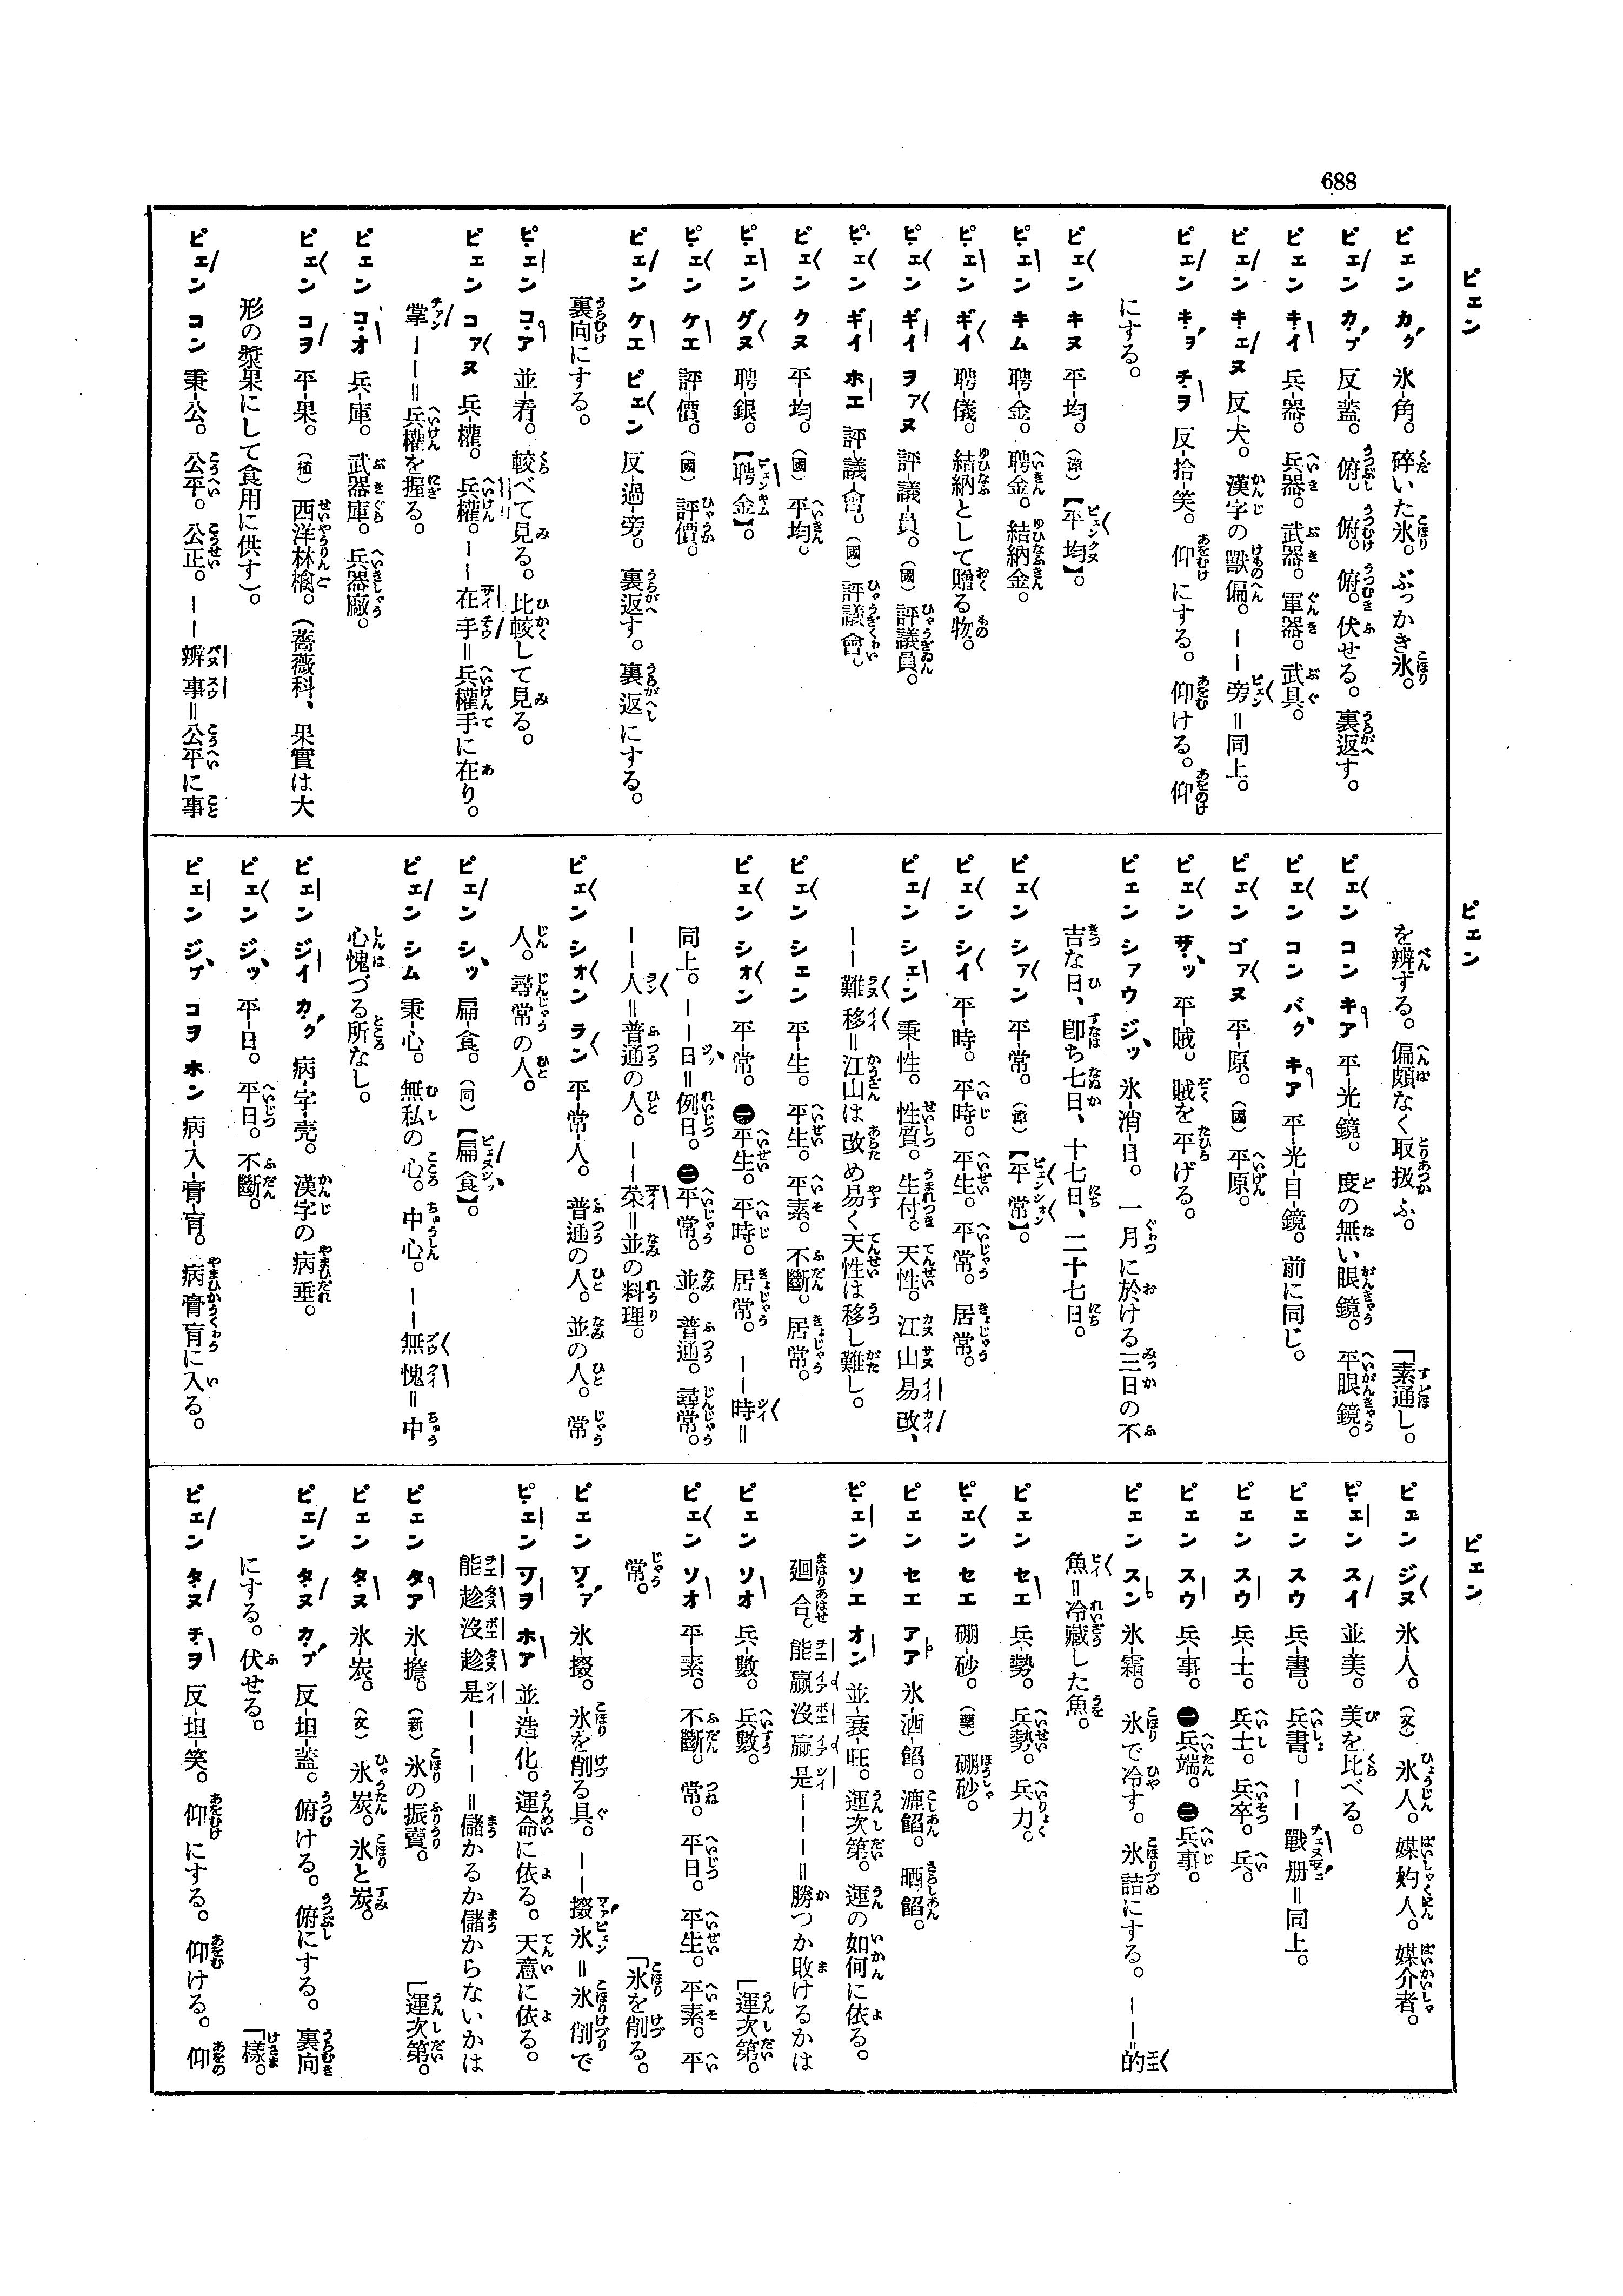 688
ピェン
ピェン カク 氷-角。碎いた氷。ぶっかき氷。
ピェン カプ 反-蓋。俯。俯。俯。伏せる。裏返す。
ピェン キイ 兵-器。兵器。武器。軍器。武具。
ピェン キェヌ 反-犬。漢字の獸偏。――旁=同上。
ピェン キヲ チヲ 反-拾-笑。仰にする。仰ける。仰
にする。
ピェン キヌ 平-均。(漳)【平均】。
ピェン キム 聘-金。聘金。結納金。
ピェン ギイ 聘-儀。結納として贈る物。
ピェン ギイ ヲァヌ 評-議-員。(國)評議員。
ピェン ギイ ホエ 評-議-會。(國)評議會。
ピェン クヌ 平-均。(國)平均。
ピェン グヌ 聘-銀。【聘金】。
ピェン ケエ 評-價。(國)評價。
ピェン ケエ ピェン 反-過-旁。裏返す。裏返にする。
裏向にする。
ピェン コア 並-看。較べて見る。比較して見る。
ピェン コァヌ 兵-權。兵權。――在手=兵權手に在り。
掌――=兵權を握る。
ピェン コオ 兵-庫。武器庫。兵器廠。
ピェン コヲ 平-果。(植)西洋林檎。(薔薇科、果實は大
形の漿果にして食用に供す)。
ピェン コン 秉-公。公平。公正。――辨事=公平に事
ピェン
を辨ずる。偏頗なく取扱ふ。 「素通し。
ピェン コン キア 平-光-鏡。度の無い眼鏡。平眼鏡。
ピェン コン バク キア 平-光-目-鏡。前に同じ。
ピェン ゴァヌ 平-原。(國)平原。
ピェン サッ 平-賊。賊を平げる。
ピェン シァウ ジッ 氷-消-日。一月に於ける三日の不
吉な日、卽ち七日、十七日、二十七日。
ピェン シァン 平-常。(漳)【平常】。
ピェン シイ 平-時。平時。平生。平常。居常。
ピェン シェン 秉-性。性質。生付。天性。江山易改、
――難移=江山は改め易く天性は移し難し。
ピェン シェン 平-生。平生。平素。不斷。居常。
ピェン シォン 平-常。㊀平生。平時。居常。――時=
同上。――日=例日。㊁平常。並。普通。尋常。
――人=普通の人。――菜=並の料理。
ピェン シォン ラン 平-常-人。普通の人。並の人。常
人。尋常の人。
ピェン シッ 扁-食。(同)【扁食】。
ピェン シム 秉-心。無私の心。中心。――無愧=中
心愧づる所なし。
ピェン ジイ カク 病-字-売。漢字の病垂。
ピェン ジッ 平-日。平日。不斷。
ピェン ジプ コヲ ホン 病-入-膏-肓。病膏肓に入る。
ピェン
ピェン ジヌ 氷-人。(文)氷人。媒妁人。媒介者。
ピェン スイ 並-美。美を比べる。
ピェン スウ 兵-書。兵書。――戰册=同上。
ピェン スウ 兵-士。兵士。兵卒。兵。
ピェン スウ 兵-事。㊀兵端。㊁兵事。
ピェン スン 氷-霜。氷で冷す。氷詰にする。――的
魚=冷藏した魚。
ピェン セエ 兵-勢。兵勢。兵力。
ピェン セエ 硼-砂。(藥)硼砂。
ピェン セエ アア 氷-洒-餡。漉餡。晒餡。
ピェン ソエ オン 並-衰-旺。運次第。運の如何に依る。
廻合。能贏沒贏是―――=勝つか敗けるかは
ピェン ソオ 兵-數。兵數。 「運次第。
ピェン ソオ 平-素。不斷。常。平日。平生。平素。平
常。 「氷を削る。
ピェン ソァ 氷-撥。氷を削る具。――撥氷=氷削で
ピェン ソヲ ホア 並-造-化。運命に依る。天意に依る。
能趁沒趁是―――=儲かるか儲からないかは
ピェン タア 氷-擔。(新)氷の振賣。 「運次第。
ピェン タヌ 氷-炭。(文)氷炭。氷と炭。
ピェン タヌ カプ 反-坦-蓋。俯ける。俯にする。裏向
にする。伏せる。 「樣。
ピェン タヌ チヲ 反-坦-笑。仰にする。仰ける。仰